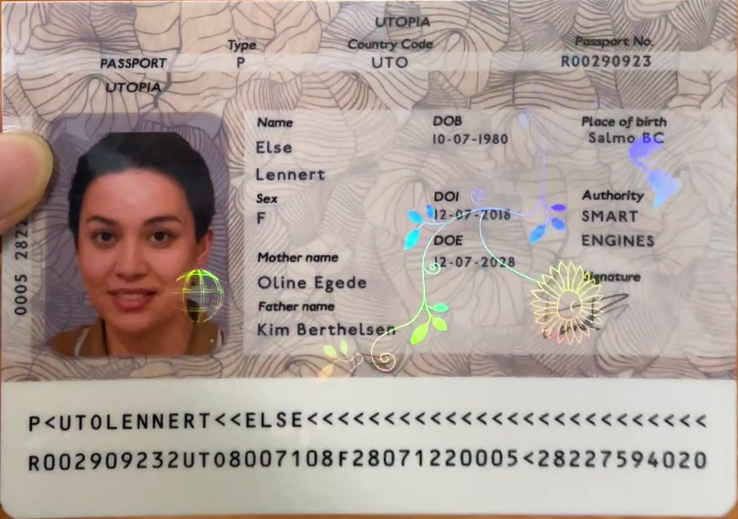 UTOPIA
Type
Country Code
Passport No.
PASSPORT
P
UTO
R00290923
UTOPIA
Name
DOB
Place of birth
Else
10-07-1980
Salmo BC
Lennert
Sex
DOI
Authority
F
12-07-2018
SMART
DOE
ENGINES
Mother name
12-07-2028
Oline Egede
Signature
Father name
Kim Berthelsen
0005 282
P<UTOLENNERT<<ELSE<<<<<<<<<<<<<<<<<<<<<<<<<<
R002909232UTO8007108F28071220005<28227594020